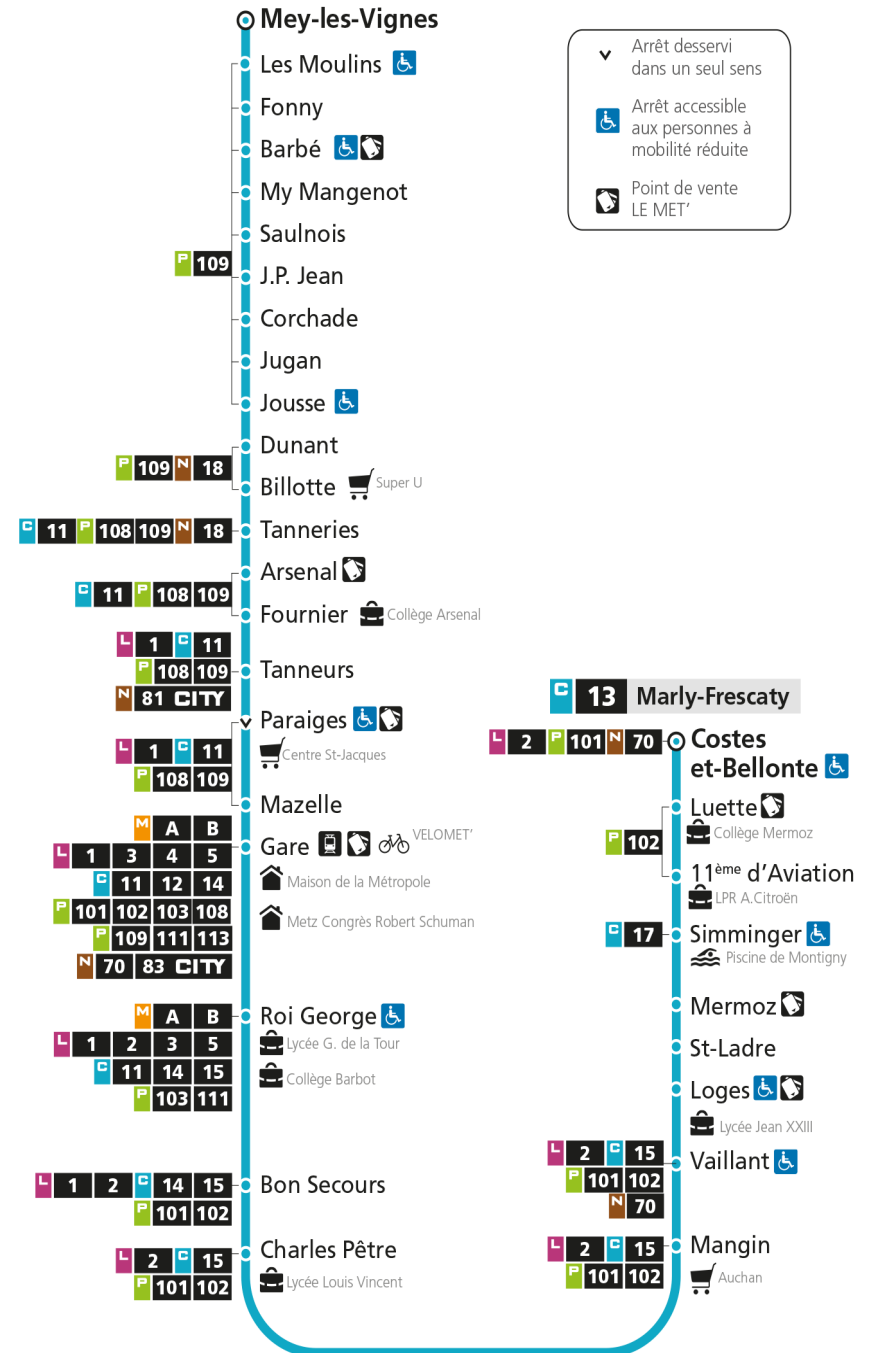 Mey-les-Vignes
Les Moulins
Fonny
Barbé
My Mangenot
Saulnois
P 109
J.P. Jean
Corchade
Jugan
Jousse
Dunant
P 109 N 18
Billotte
Super U
C 11 P 108 109 N 18
Tanneries
Arsenal
C 11 P 108 109
Fournier
Collège Arsenal
L 1 C 11
P 108 109
N 81 CITY
Tanneurs
Paraiges
Centre St-Jacques
L 1 C 11
P 108 109
Mazelle
M A B
L 1 3 4 5
C 11 12 14
P 101 102 103 108
P 109 111 113
N 70 83 CITY
Gare
VELOMET'
Maison de la Métropole
Metz Congrès Robert Schuman
M A B
L 1 2 3 5
C 11 14 15
P 103 111
Roi George
Lycée G. de la Tour
Collège Barbot
L 1 2 C 14 15
P 101 102
Bon Secours
L 2 C 15
P 101 102
Charles Pêtre
Lycée Louis Vincent
Arrêt desservi
dans un seul sens
Arrêt accessible
aux personnes à
mobilité réduite
Point de vente
LE MET'
C 13 Marly-Frescaty
L 2 P 101 N 70
Costes
et-Bellonte
Luette
Collège Mermoz
P 102
11ème d'Aviation
LPR A.Citroën
C 17
Simminger
Piscine de Montigny
Mermoz
St-Ladre
Loges
Lycée Jean XXIII
L 2 C 15
P 101 102
N 70
Vaillant
L 2 C 15
P 101 102
Mangin
Auchan